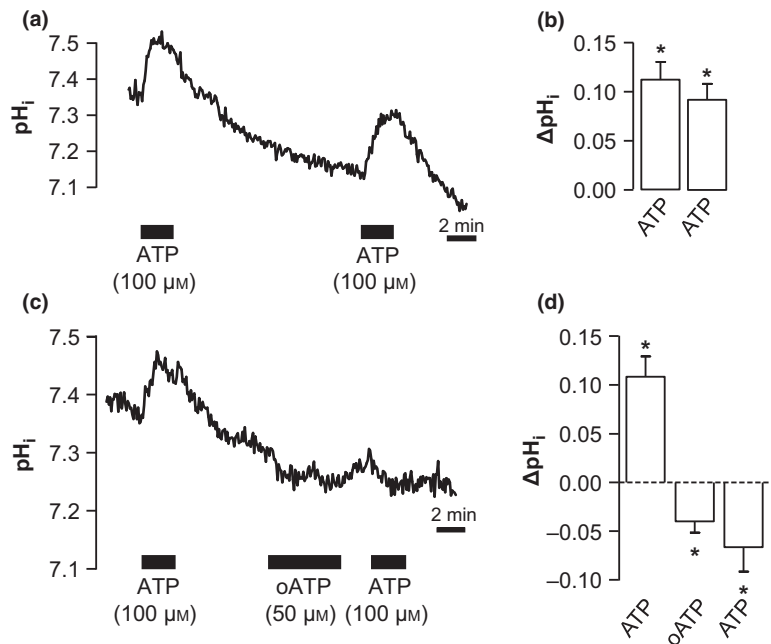 (a)
7.5
7.4
7.3
7.2
7.1
pHi
2 min
ATP
(100 µM)
ATP
(100 µM)
(b)
0.15
0.10
0.05
0.00
ΔpHi
*
*
ATP
ATP
(c)
7.5
7.4
7.3
7.2
7.1
pHi
2 min
ATP
(100 µM)
oATP
(50 µM)
ATP
(100 µM)
(d)
0.15
0.10
0.05
0.00
–0.05
–0.10
ΔpHi
*
*
*
ATP
oATP
ATP